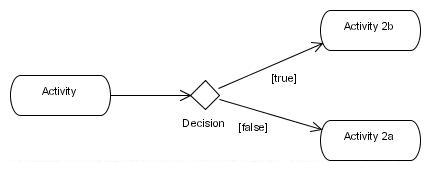 Activity 2b
[true]
Activity
Decision
[false]
Activity 2a